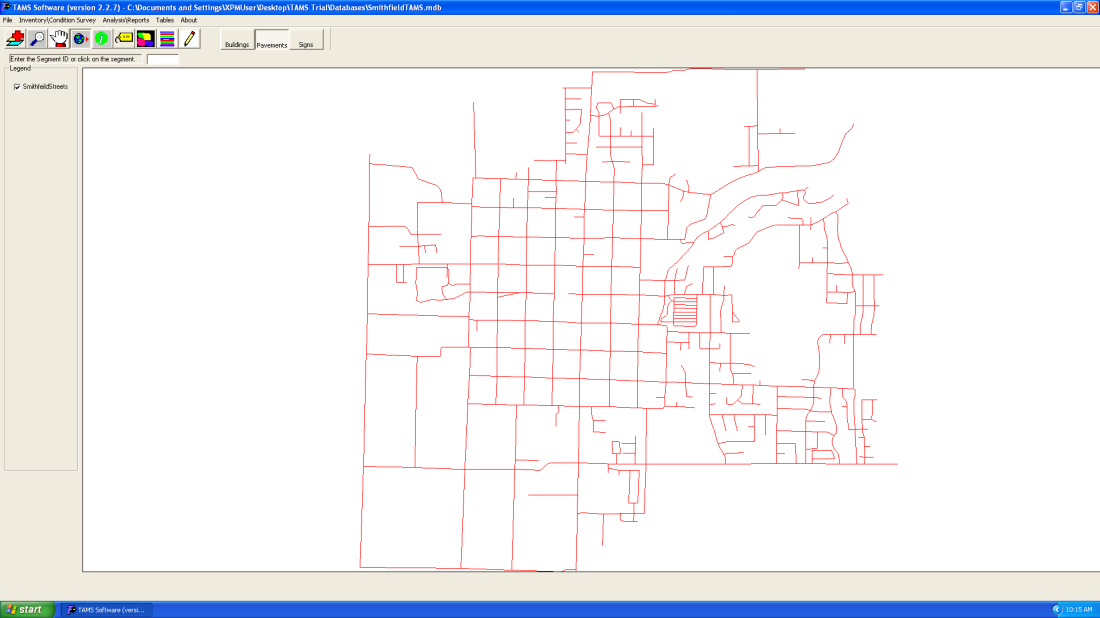 TAMS Software (version 2.2.7) - C:\Documents and Settings\XPMUser\Desktop\TAMS Trial\Databases\SmithfieldTAMS.mdb
File Inventory/Condition Survey Analysis/Reports Tables About
Buildings Pavements Signs
Enter the Segment ID or click on the segment.
Legend
SmithfeildStreets
start TAMS Software (versi... 10:15 AM